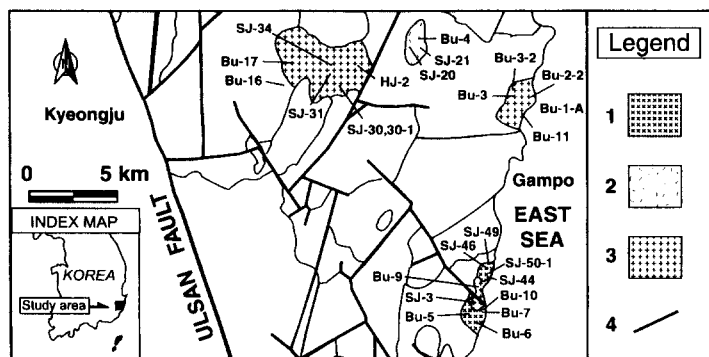 SJ-34
Bu-17
Bu-16
HJ-2
SJ-31
SJ-30,30-1
Bu-4
SJ-21
SJ-20
Bu-3-2
Bu-2-2
Bu-3
Bu-1-A
Bu-11
N
Kyeongju
0 5 km
INDEX MAP
KOREA
Study area
ULSAN FAULT
Gampo
EAST
SEA
SJ-49
SJ-46
SJ-50-1
Bu-9
SJ-44
SJ-3
Bu-10
Bu-5
Bu-7
Bu-6
Legend
1
2
3
4